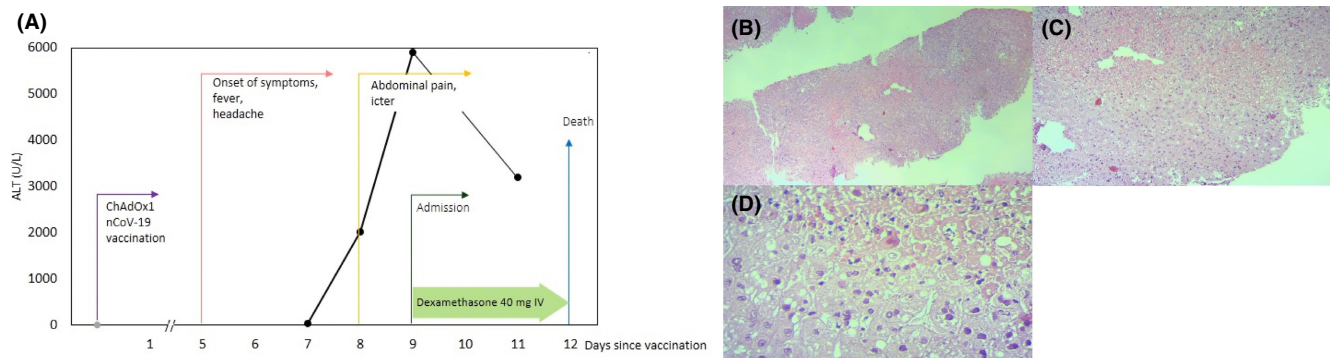 (A)
6000
5000
4000
3000
2000
1000
0
ALT (U/L)
ChAdOx1
nCoV-19
vaccination
Onset of symptoms,
fever,
headache
Abdominal pain,
icter
Admission
Death
Dexamethasone 40 mg IV
1 // 5 6 7 8 9 10 11 12 Days since vaccination
(B)
(C)
(D)